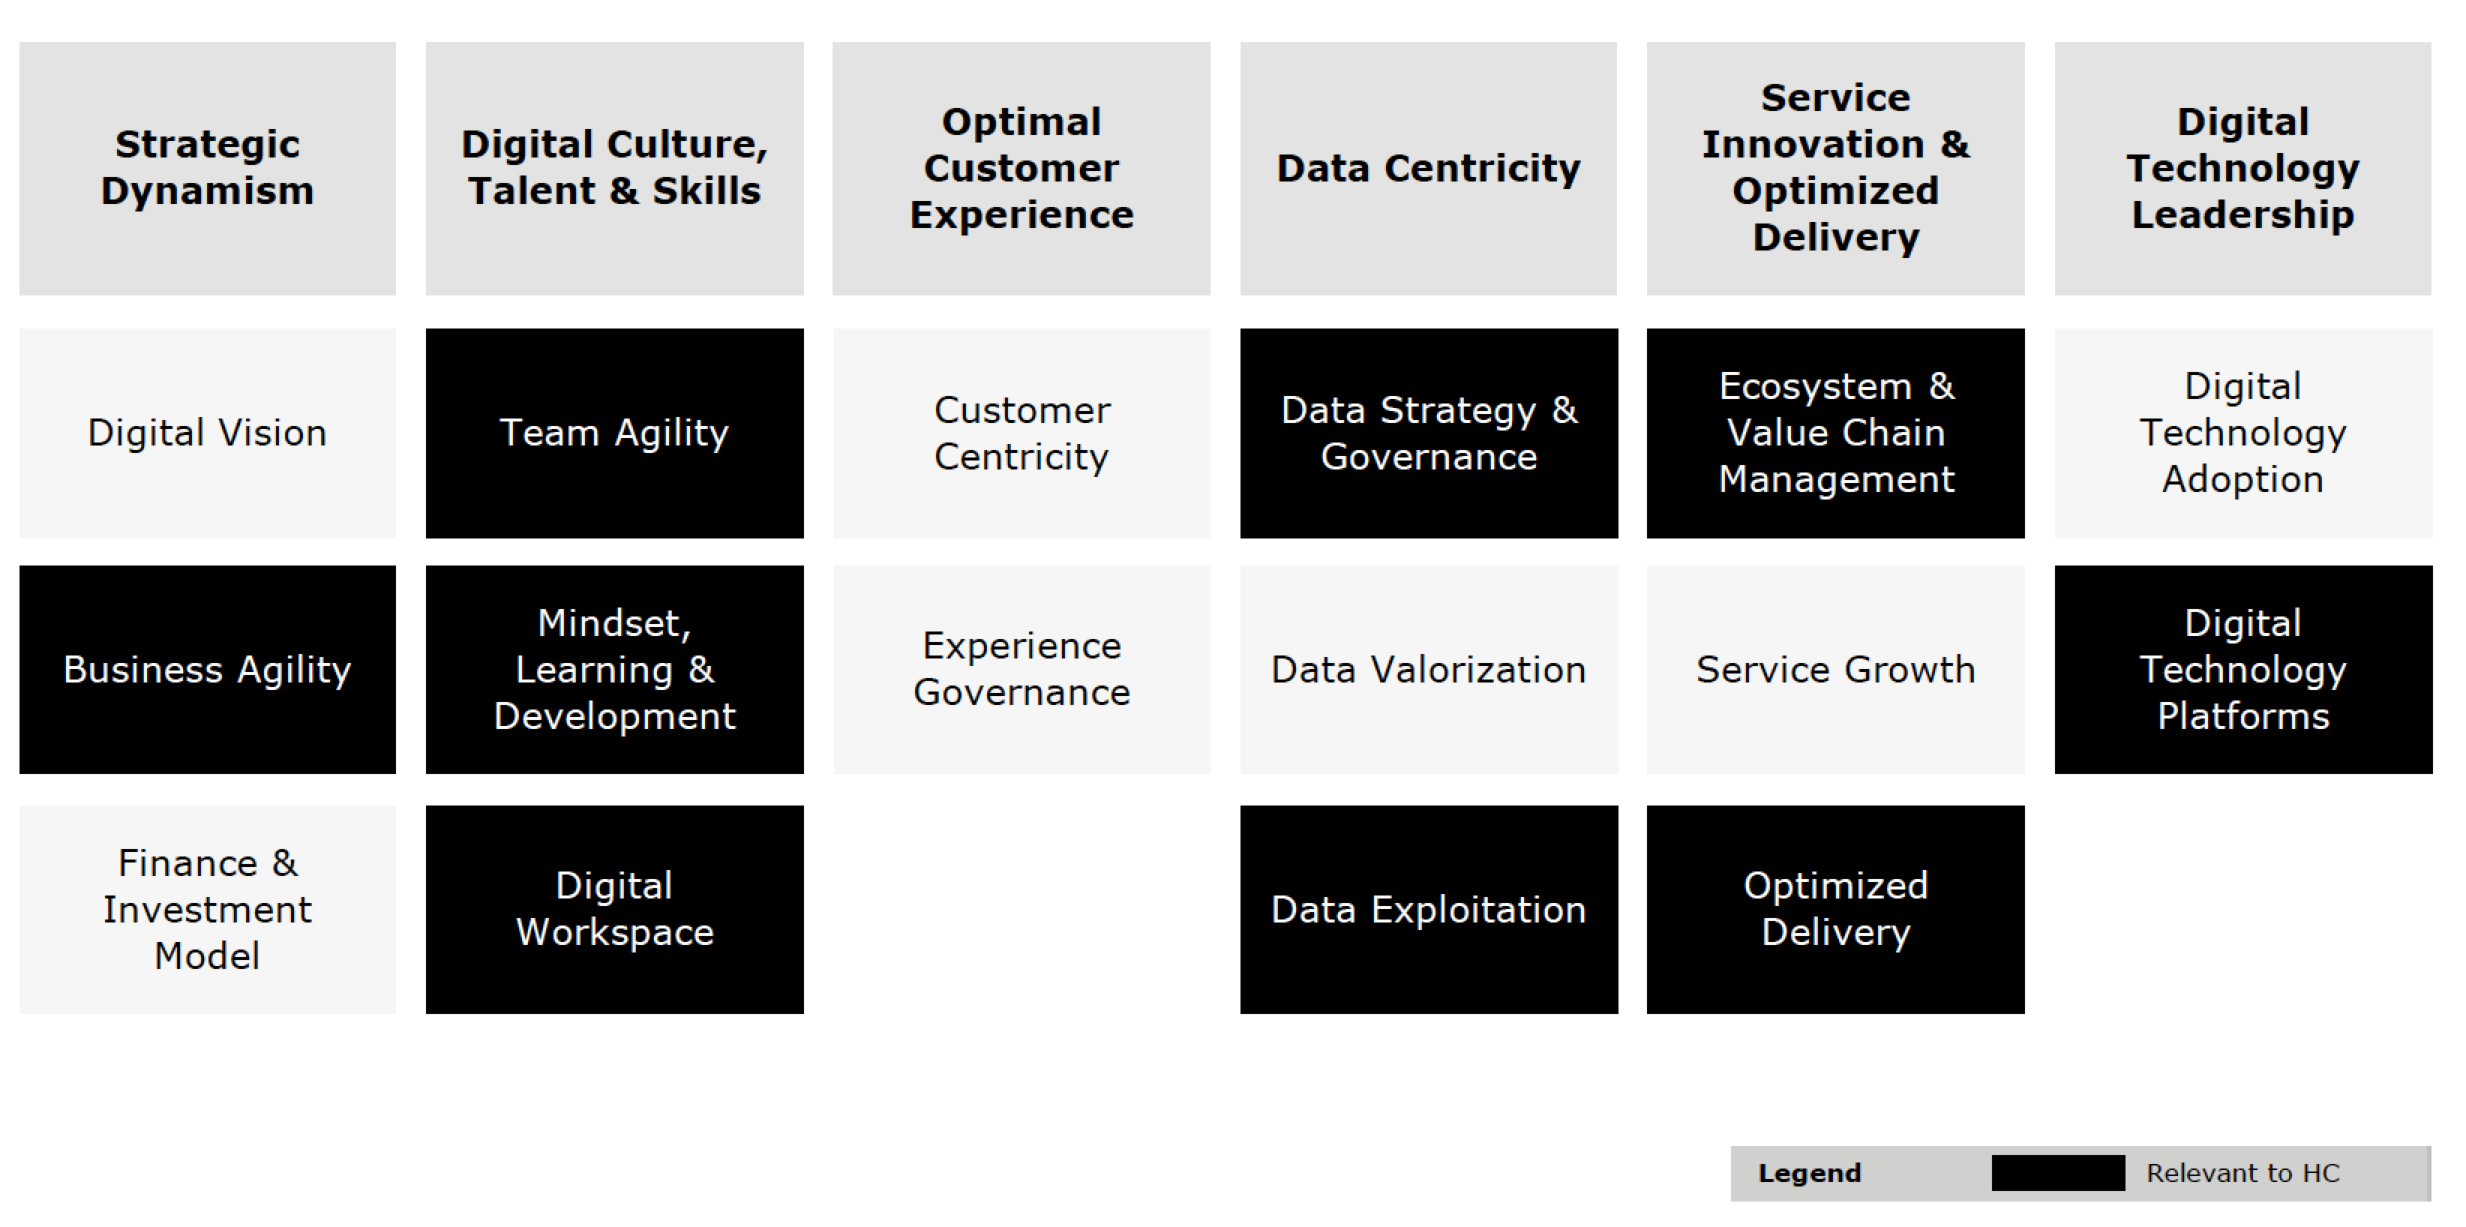 Strategic
Dynamism
Digital Culture,
Talent & Skills
Optimal
Customer
Experience
Data Centricity
Service
Innovation &
Optimized
Delivery
Digital
Technology
Leadership
Digital Vision
Team Agility
Customer
Centricity
Data Strategy &
Governance
Ecosystem &
Value Chain
Management
Digital
Technology
Adoption
Business Agility
Mindset,
Learning &
Development
Experience
Governance
Data Valorization
Service Growth
Digital
Technology
Platforms
Finance &
Investment
Model
Digital
Workspace
Data Exploitation
Optimized
Delivery
Legend
Relevant to HC